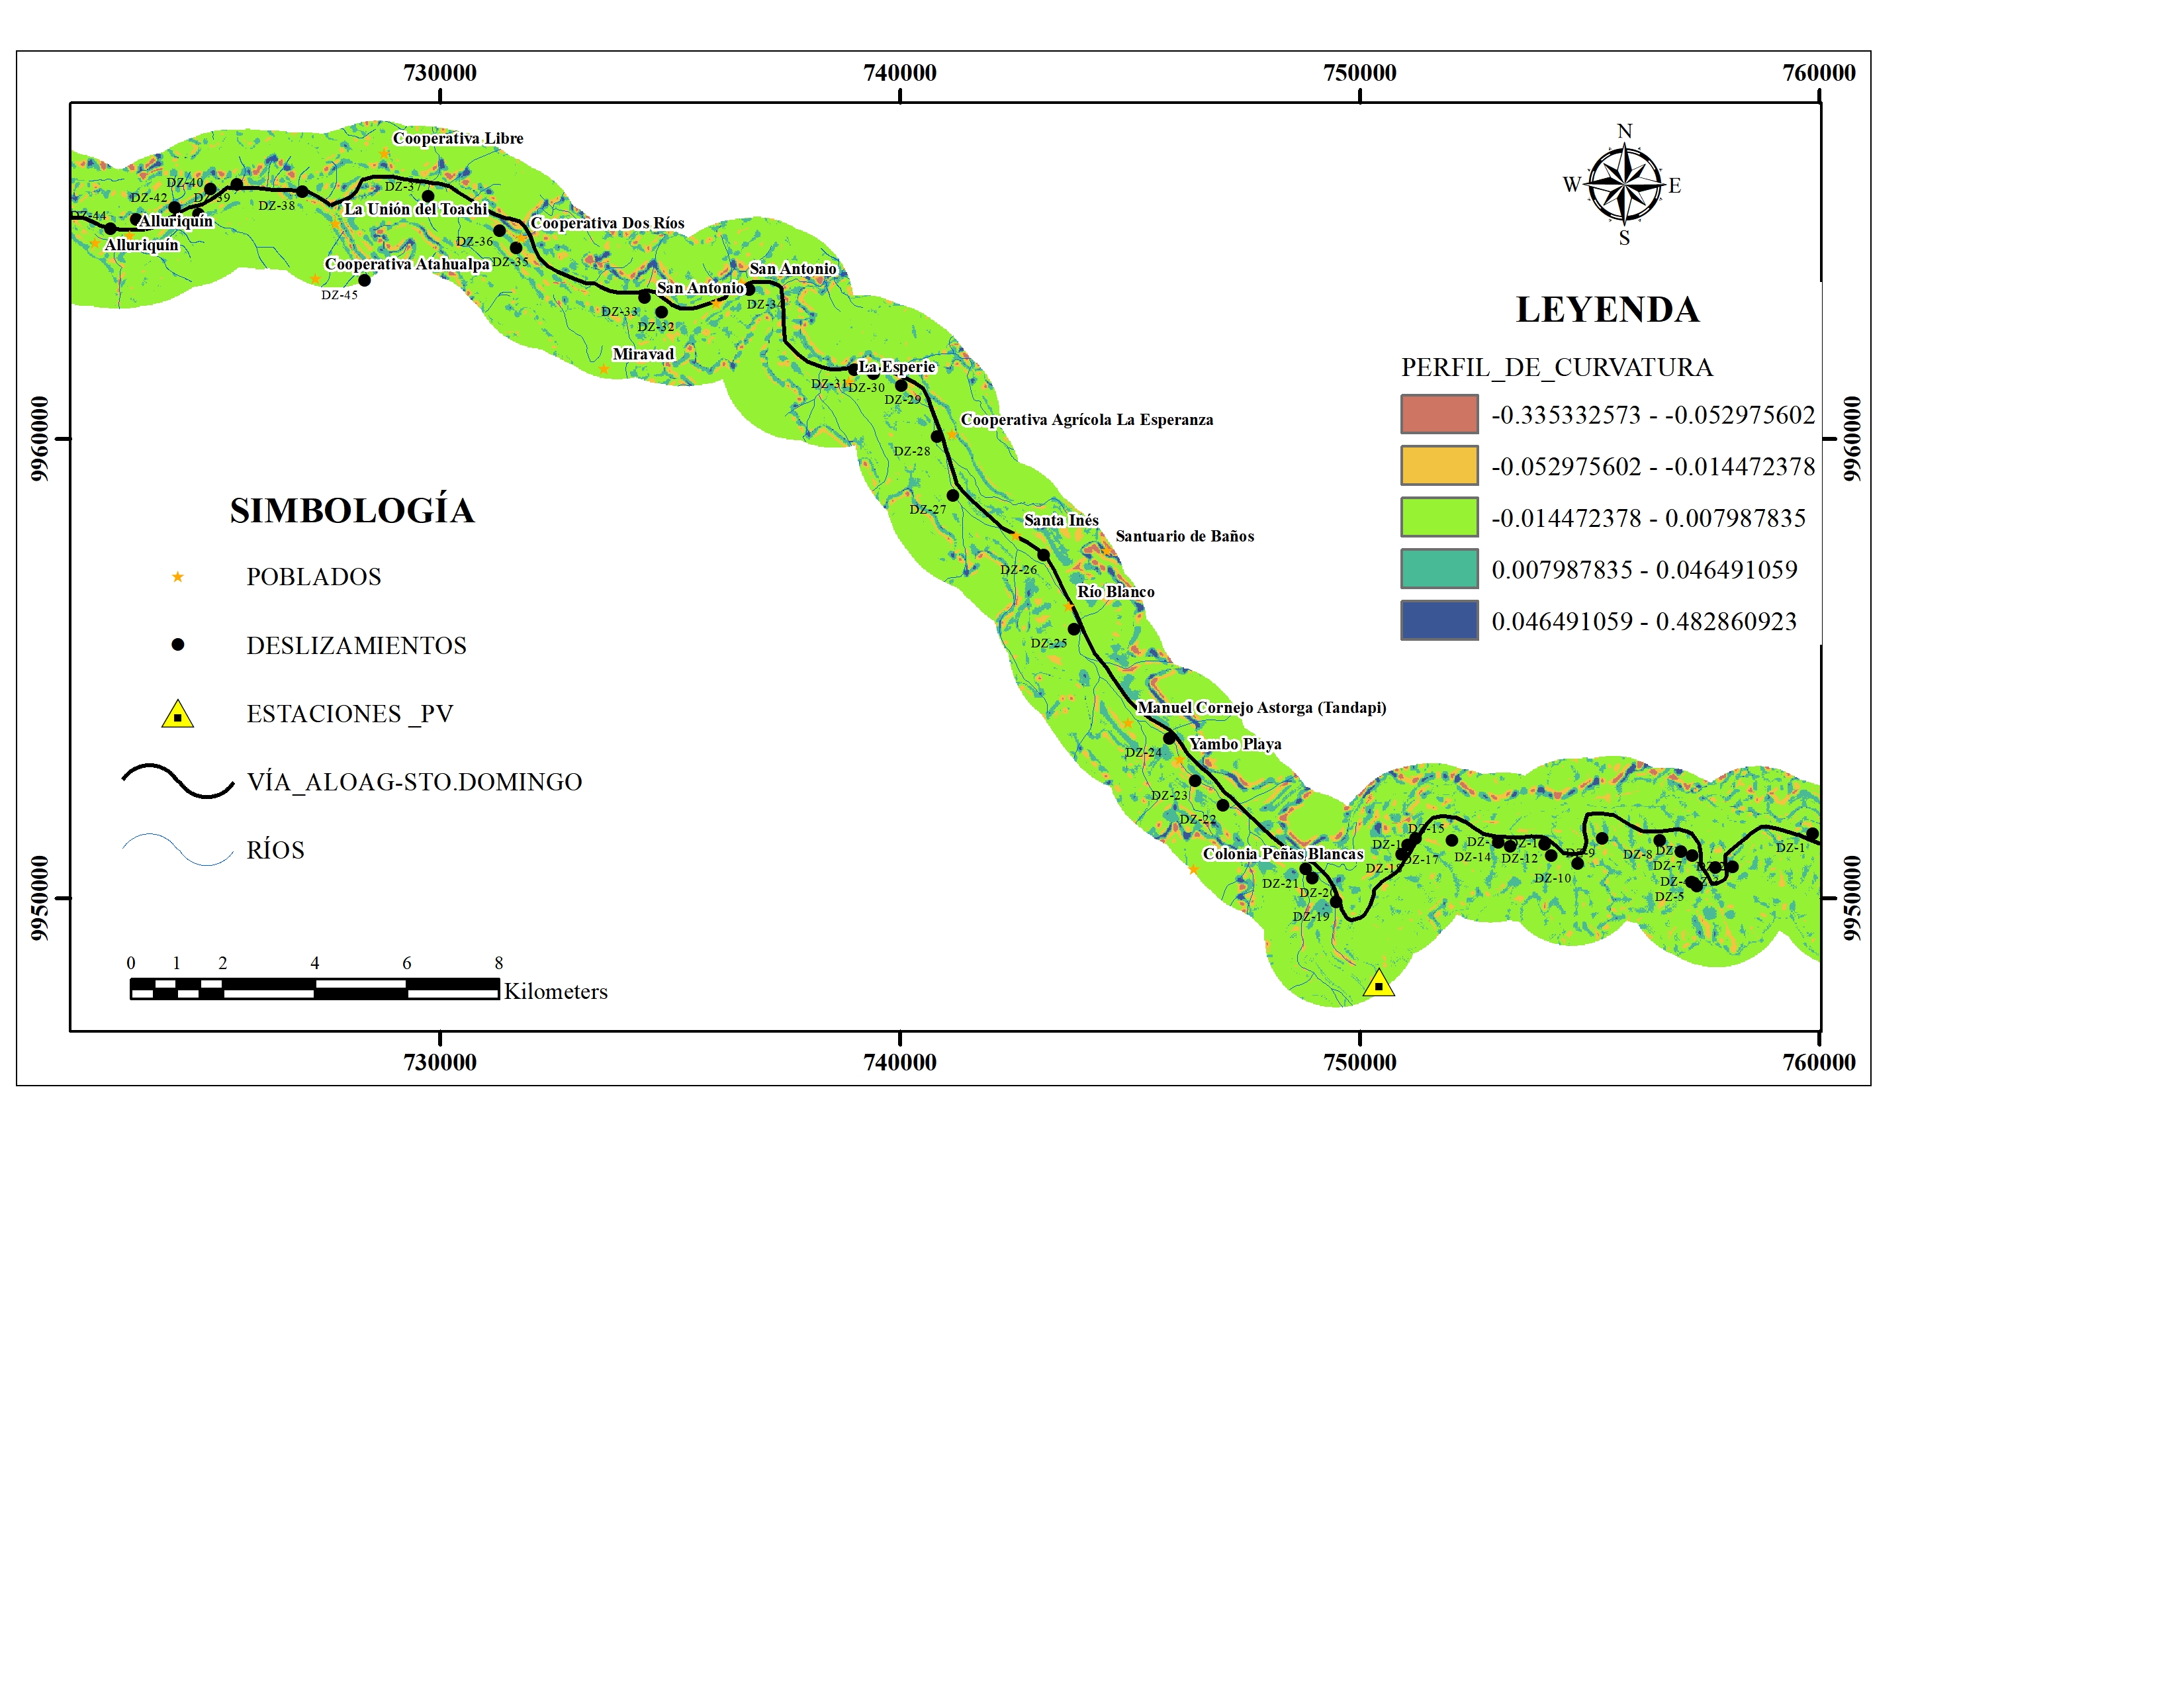 730000 740000 750000 760000
N
W E
S
Cooperativa Libre
DZ-40
DZ-42
DZ-39
DZ-38
DZ-37
DZ-44
Alluriquín
Alluriquín
La Unión del Toachi
Cooperativa Dos Ríos
DZ-36
DZ-35
Cooperativa Atahualpa
DZ-45
San Antonio
San Antonio
DZ-34
DZ-33
DZ-32
Miravad
La Esperie
DZ-31
DZ-30
DZ-29
Cooperativa Agrícola La Esperanza
DZ-28
DZ-27
Santa Inés
Santuario de Baños
DZ-26
Río Blanco
DZ-25
Manuel Cornejo Astorga (Tandapi)
DZ-24
Yambo Playa
DZ-23
DZ-22
Colonia Peñas Blancas
DZ-21
DZ-20
DZ-19
DZ-15
DZ-17
DZ-14
DZ-12
DZ-10
DZ-9
DZ-8
DZ-7
DZ-5
DZ-1
LEYENDA
PERFIL_DE_CURVATURA
-0.335332573 - -0.052975602
-0.052975602 - -0.014472378
-0.014472378 - 0.007987835
0.007987835 - 0.046491059
0.046491059 - 0.482860923
9960000
9960000
9950000
9950000
SIMBOLOGÍA
POBLADOS
DESLIZAMIENTOS
ESTACIONES _PV
VÍA_ALOAG-STO.DOMINGO
RÍOS
0 1 2 4 6 8
Kilometers
730000 740000 750000 760000